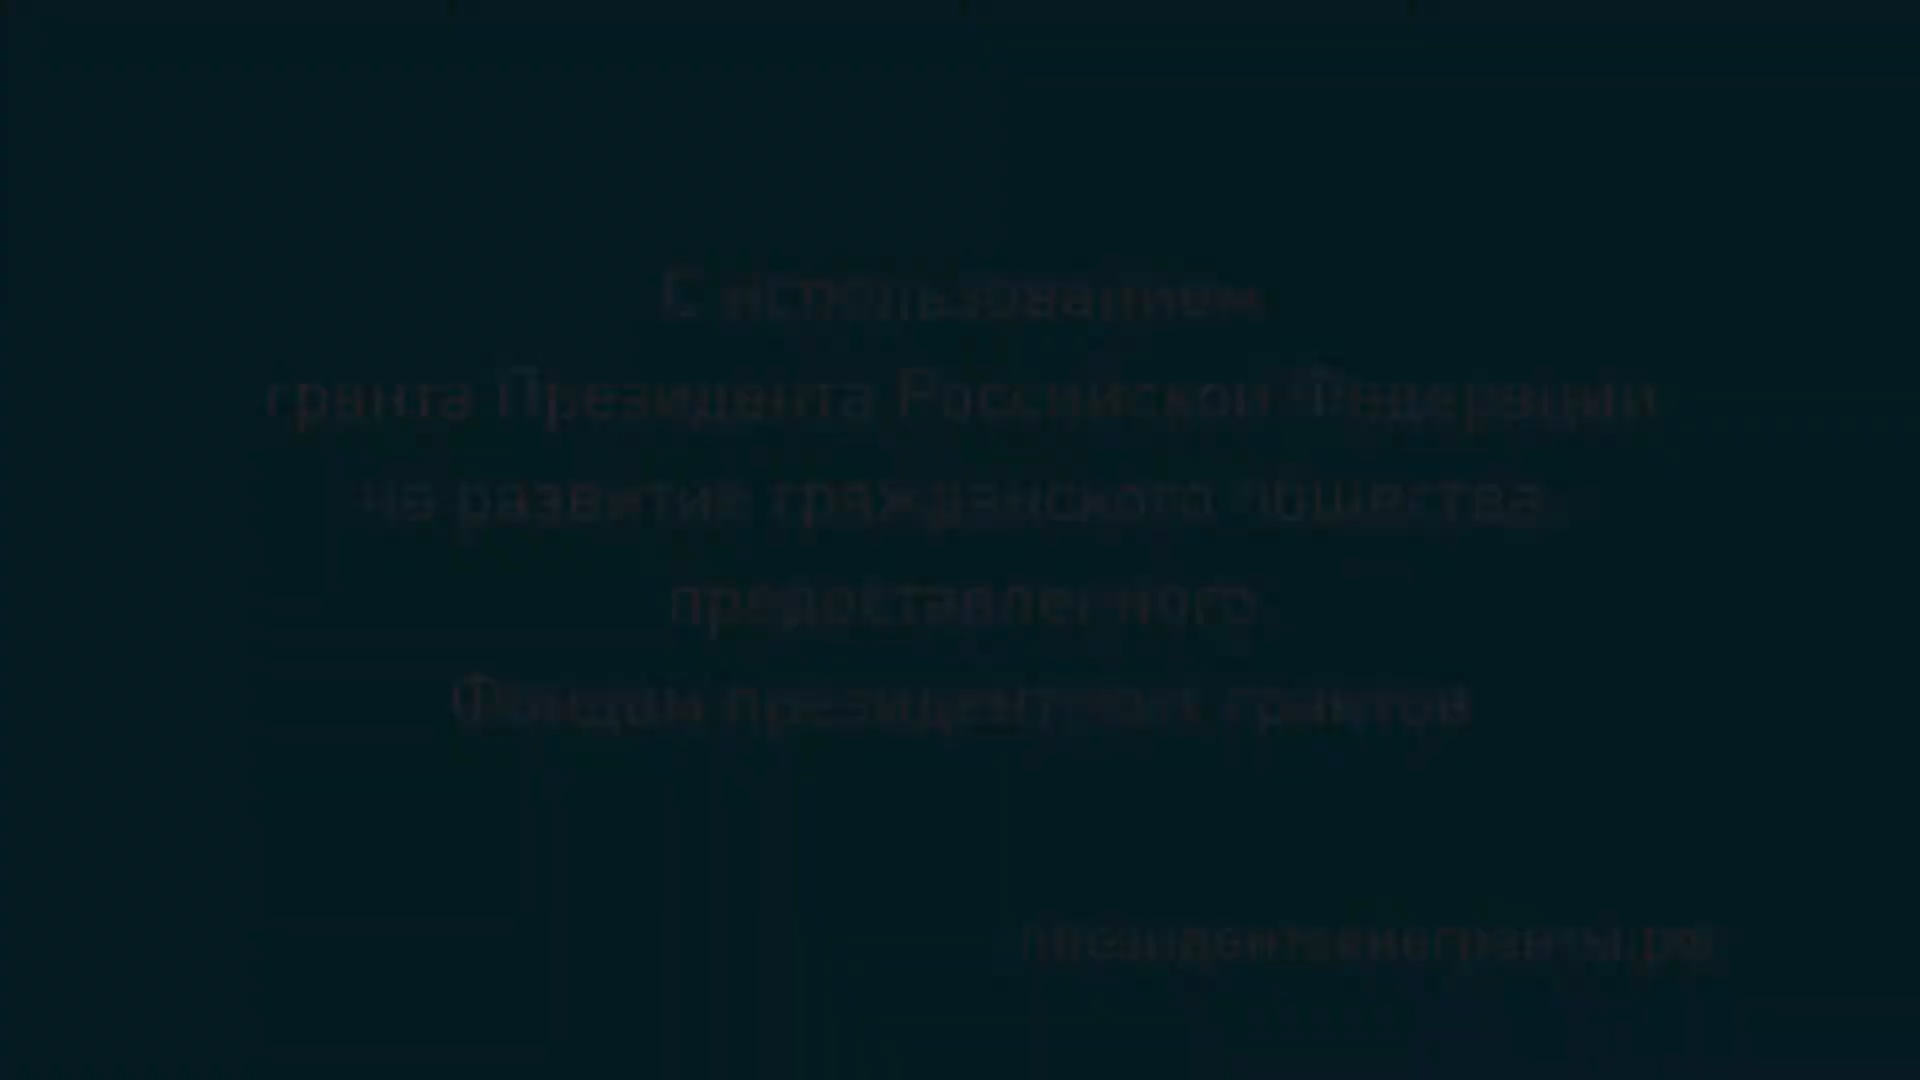 С использованием
гранта Президента Российской Федерации
на развитие гражданского общества
предоставленного
Фондом президентских грантов
президентскиегранты.рф